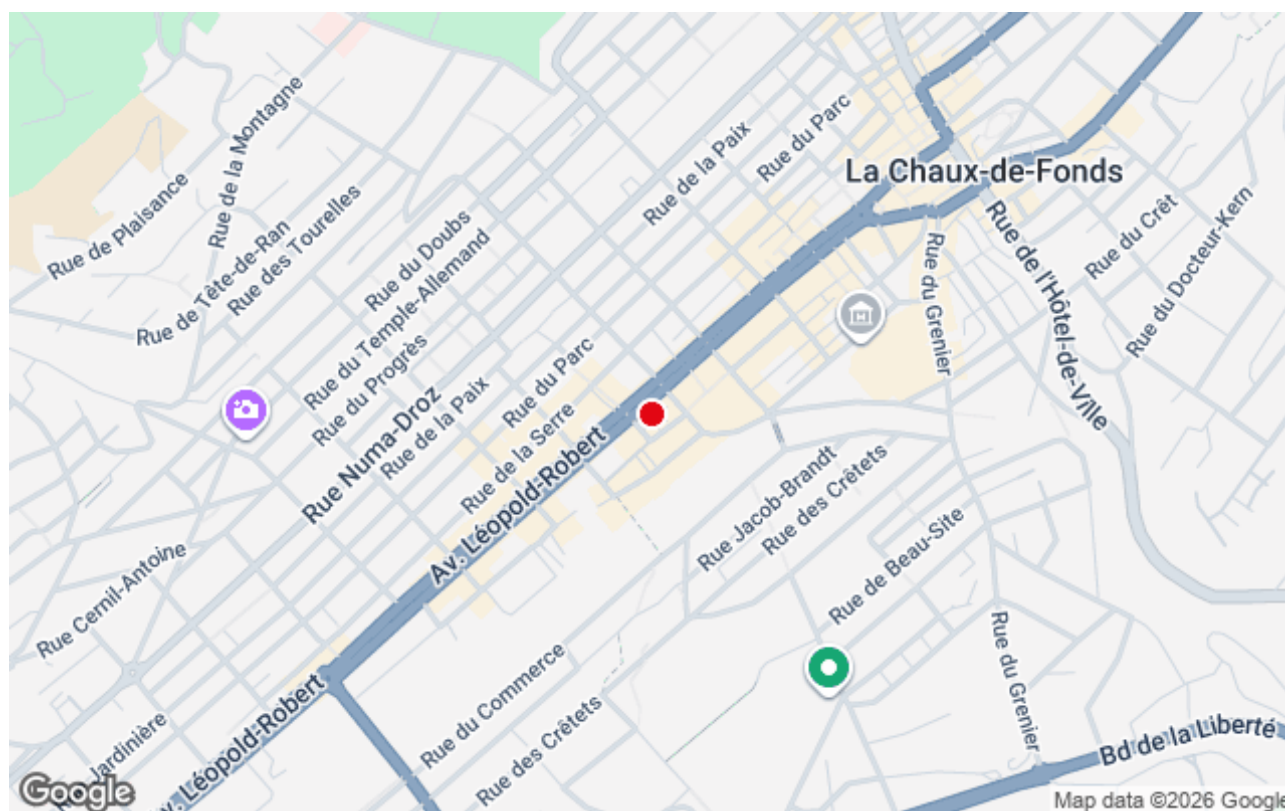 Rue du Parc
Rue de la Montagne
Rue de la Paix
La Chaux-de-Fonds
Rue de Plaisance
Rue des Tourelles
Rue de Tête-de-Ran
Rue du Doubs
Rue du Temple-Allemand
Rue du Progrès
Rue du Crêt
Rue du Docteur-Kern
Rue de l'Hôtel-de-Ville
Rue du Grenier
Rue du Parc
Rue de la Paix
Rue Numa-Droz
Rue de la Serre
Av. Léopold-Robert
Rue Jacob-Brandt
Rue des Crêtets
Rue de Beau-Site
Rue Cernil-Antoine
Rue du Commerce
Rue du Grenier
Rue des Crêtets
Av. Léopold-Robert
Jardinière
Bd de la Liberté
Google
Map data ©2026 Google